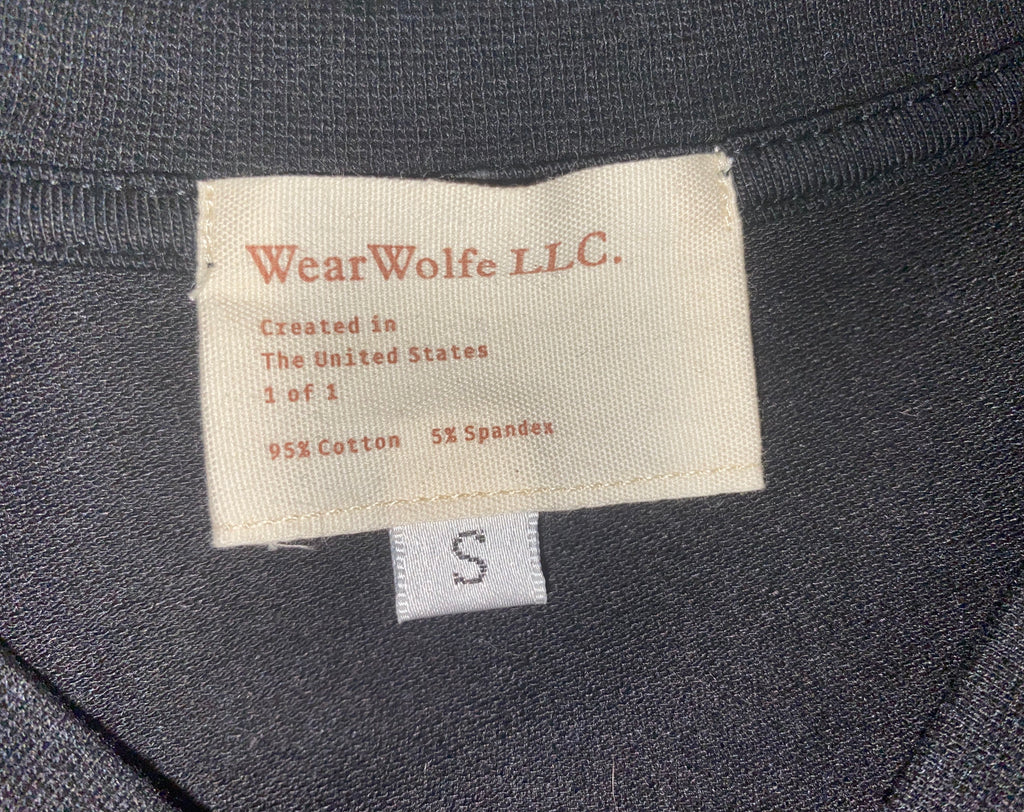 WearWolfe LLC.
Created in
The United States
1 of 1
95% Cotton 5% Spandex
S